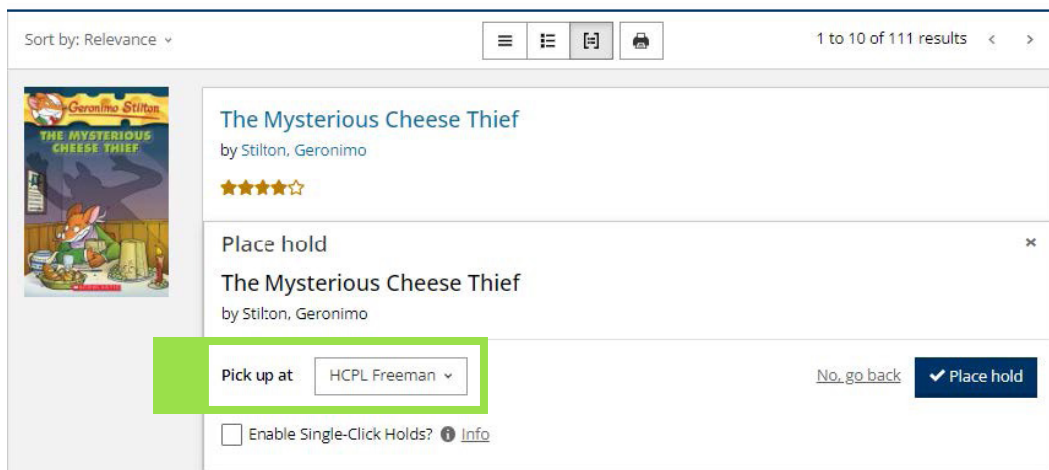 Sort by: Relevance
1 to 10 of 111 results
Geronimo Stilton
THE MYSTERIOUS
CHEESE THIEF
SCHOLASTIC
The Mysterious Cheese Thief
by Stilton, Geronimo
Place hold
The Mysterious Cheese Thief
by Stilton, Geronimo
Pick up at HCPL Freeman
No, go back Place hold
Enable Single-Click Holds? Info